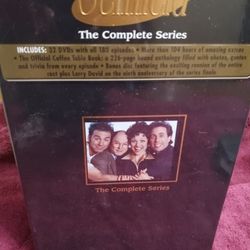 The Complete Series
INCLUDES: 32 DVDs with all 180 episodes • More than 104 hours of amazing extras
• The Official Coffee Table Book: a 226-page bound anthology filled with photos, quotes
and trivia from every episode • Bonus disc featuring the exciting reunion of the entire
cast plus Larry David on the ninth anniversary of the series finale
The Complete Series